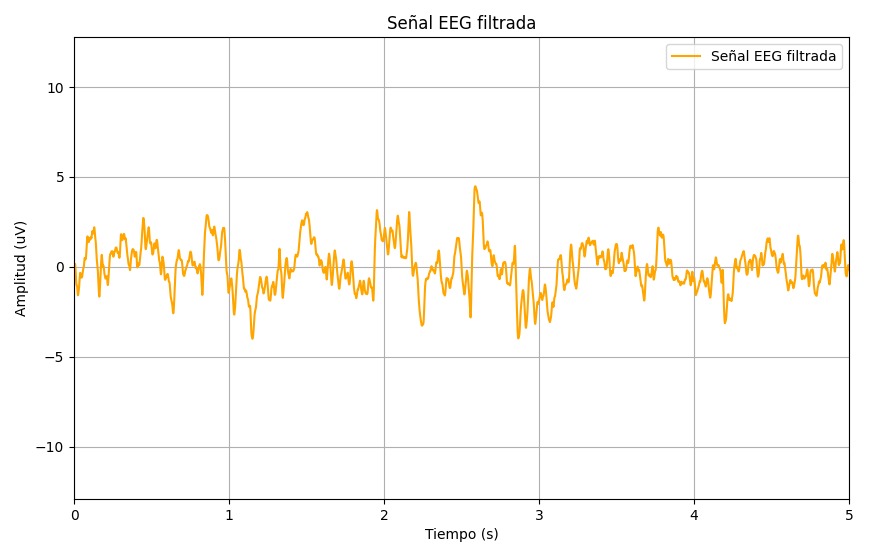 Señal EEG filtrada
Señal EEG filtrada
10
5
0
−5
−10
Amplitud (uV)
0 1 2 3 4 5
Tiempo (s)